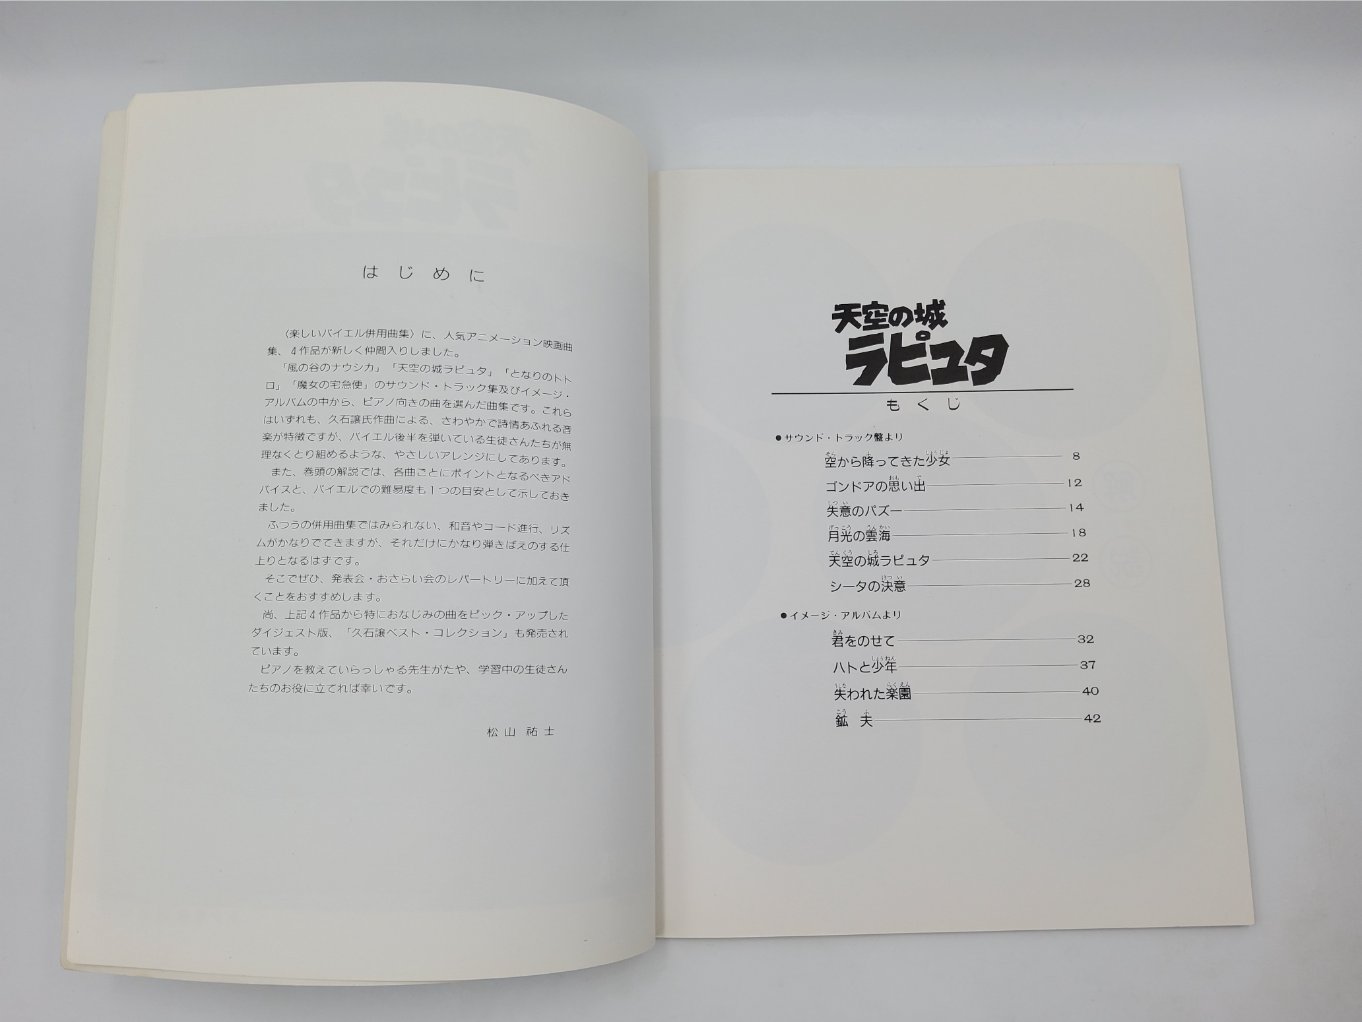 はじめに
〈楽しいバイエル併用曲集〉に、人気アニメーション映画曲
集、4作品が新しく仲間入りしました。
「風の谷のナウシカ」「天空の城ラピュタ」「となりのトト
ロ」「魔女の宅急便」のサウンド・トラック集及びイメージ・
アルバムの中から、ピアノ向きの曲を選んだ曲集です。これら
はいずれも、久石譲氏作曲による、さわやかで詩情あふれる音
楽が特徴ですが、バイエル後半を弾いている生徒さんたちが無
理なくとり組めるような、やさしいアレンジにしてあります。
また、巻頭の解説では、各曲ごとにポイントとなるべきアド
バイスと、バイエルでの難易度も1つの目安として示しておき
ました。
ふつうの併用曲集ではみられない、和音やコード進行、リズ
ムがかなりでてきますが、それだけにかなり弾きばえのする仕
上りとなるはずです。
そこでぜひ、発表会・おさらい会のレパートリーに加えて頂
くことをおすすめします。
尚、上記4作品から特におなじみの曲をピック・アップした
ダイジェスト版、「久石譲ベスト・コレクション」も発売され
ています。
ピアノを教えていらっしゃる先生がたや、学習中の生徒さん
たちのお役に立てれば幸いです。
松山祐士
天空の城
ラピュタ
もくじ
●サウンド・トラック盤より
空から降ってきた少女 8
ゴンドアの思い出 12
失意のパズー 14
月光の雲海 18
天空の城ラピュタ 22
シータの決意 28
●イメージ・アルバムより
君をのせて 32
ハトと少年 37
失われた楽園 40
鉱 夫 42